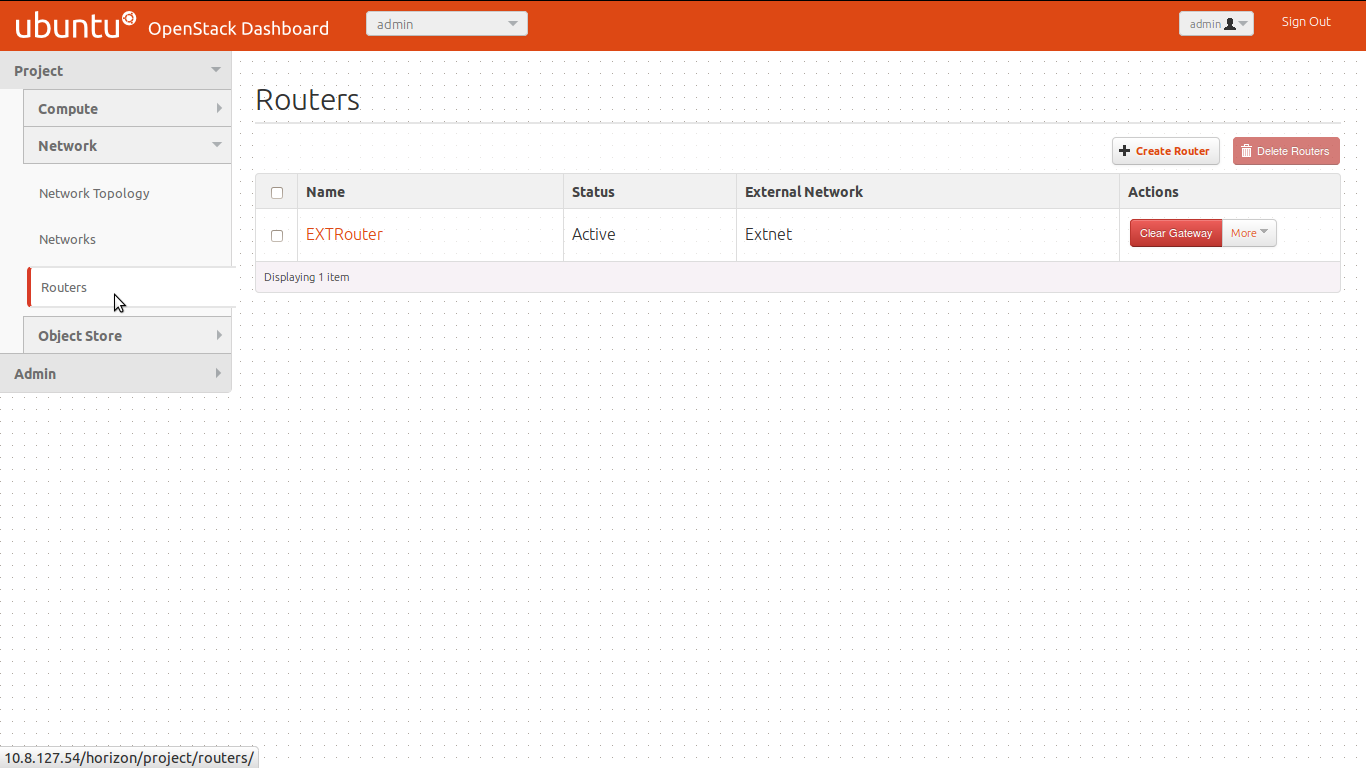 ubuntu OpenStack Dashboard admin admin Sign Out
Project
Compute
Network
Network Topology
Networks
Routers
Object Store
Admin
Routers
Create Router Delete Routers
Name Status External Network Actions
EXTRouter Active Extnet Clear Gateway More
Displaying 1 item
10.8.127.54/horizon/project/routers/